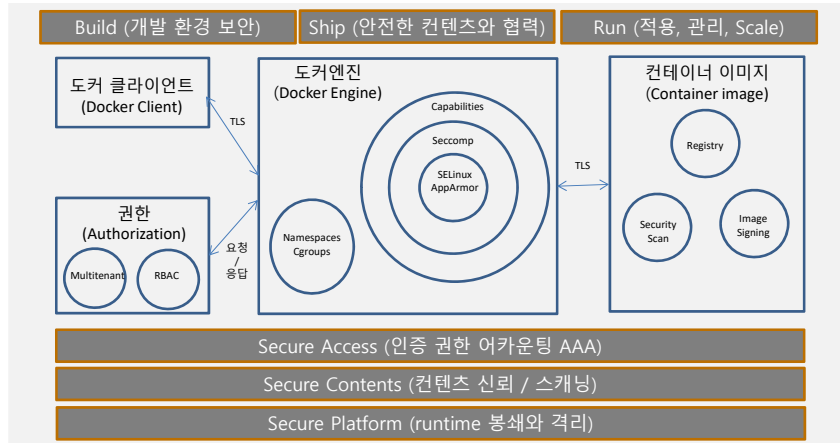 Build (개발 환경 보안)
Ship (안전한 컨텐츠와 협력)
Run (적용, 관리, Scale)
도커 클라이언트
(Docker Client)
TLS
권한
(Authorization)
Multitenant
RBAC
요청
/
응답
도커엔진
(Docker Engine)
Capabilities
Seccomp
SELinux
AppArmor
Namespaces
Cgroups
TLS
컨테이너 이미지
(Container image)
Registry
Security
Scan
Image
Signing
Secure Access (인증 권한 어카운팅 AAA)
Secure Contents (컨텐츠 신뢰 / 스캐닝)
Secure Platform (runtime 봉쇄와 격리)